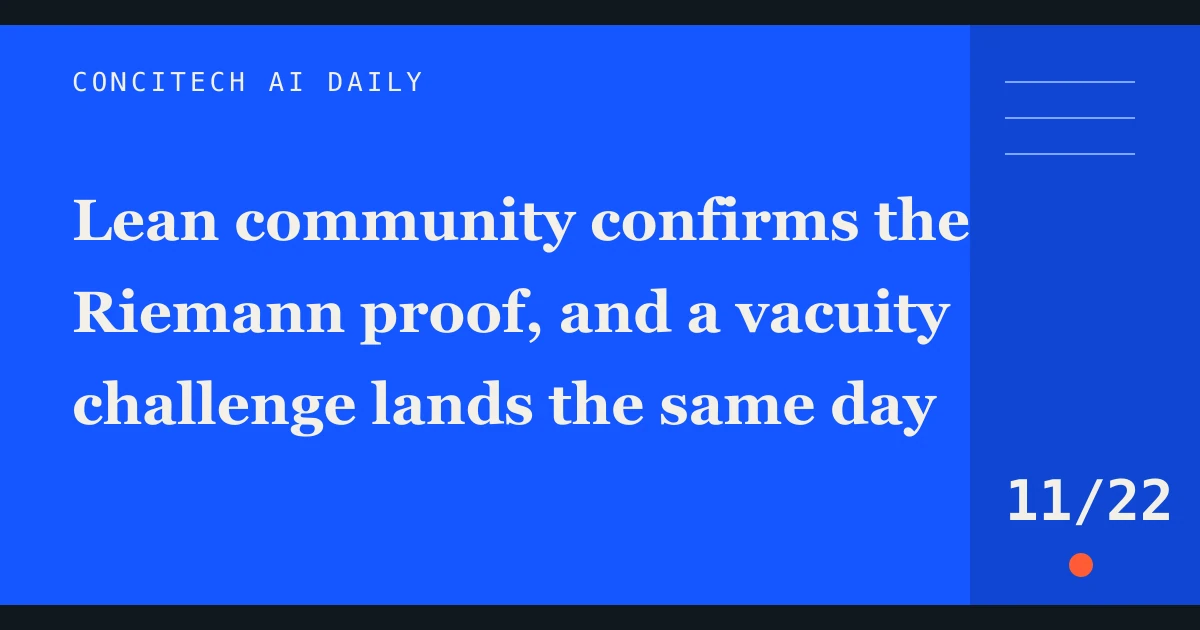 CONCITECH AI DAILY
Lean community confirms the
Riemann proof, and a vacuity
challenge lands the same day
11/22